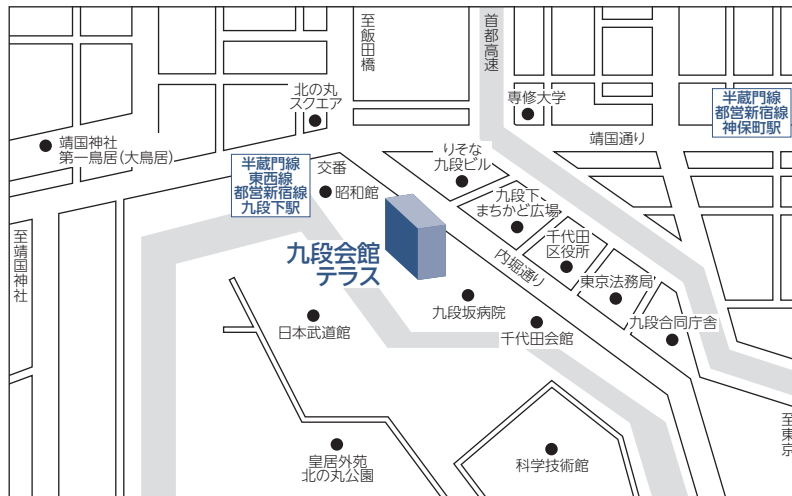 至飯田橋
首都高速
北の丸
スクエア
専修大学
半蔵門線
都営新宿線
神保町駅
靖国通り
靖国神社
第一鳥居(大鳥居)
りそな
九段ビル
半蔵門線
東西線
都営新宿線
九段下駅
交番
昭和館
九段下
まちかど広場
至靖国神社
千代田
区役所
九段会館
テラス
内堀通り
東京法務局
九段坂病院
九段合同庁舎
日本武道館
千代田会館
至東京
皇居外苑
北の丸公園
科学技術館